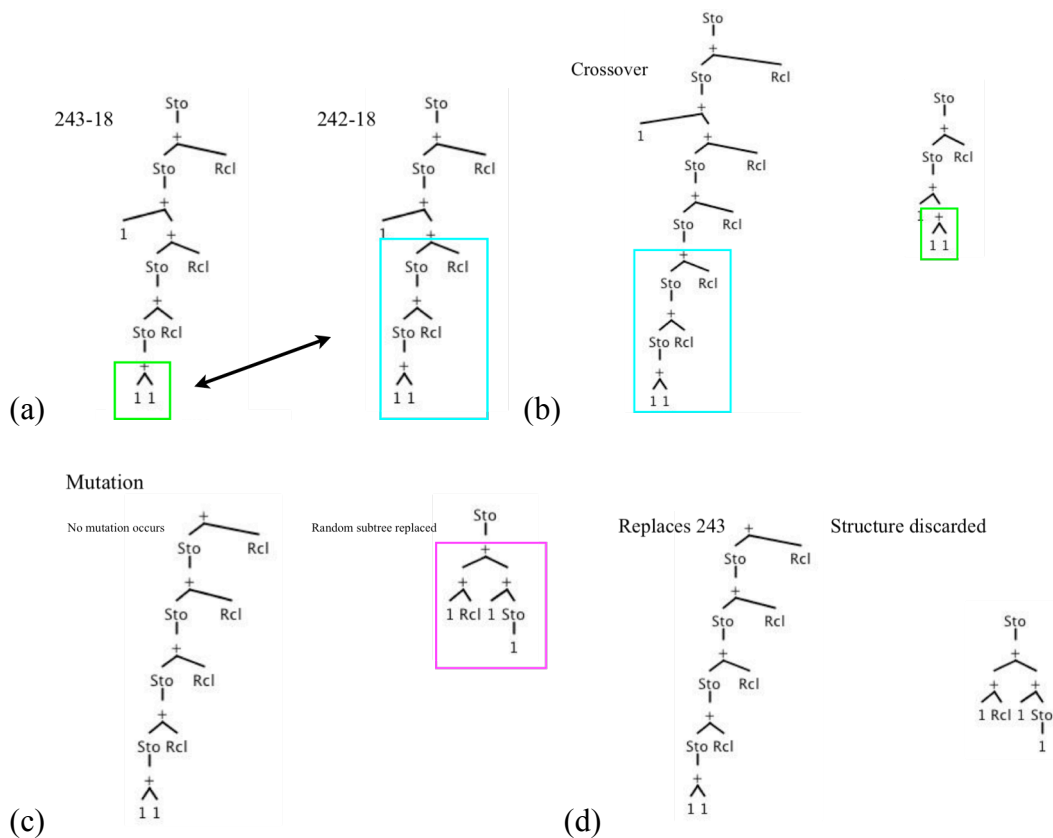 (a)
243-18
Sto
+
Sto Rcl
+
1
+
Sto Rcl
+
Sto Rcl
+
1 1
242-18
Sto
+
Sto Rcl
+
1
+
Sto Rcl
+
Sto Rcl
+
1 1
(b)
Crossover
Sto
+
Sto Rcl
+
1
+
Sto Rcl
+
Sto Rcl
+
Sto Rcl
+
Sto Rcl
+
1 1
Sto
+
Sto Rcl
+
1 +
1 1
(c)
Mutation
No mutation occurs
+
Sto Rcl
+
Sto Rcl
+
Sto Rcl
+
Sto Rcl
+
1 1
Random subtree replaced
Sto
+
+ +
1 Rcl 1 Sto
1
(d)
Replaces 243
+
Sto Rcl
+
Sto Rcl
+
Sto Rcl
+
Sto Rcl
+
1 1
Structure discarded
Sto
+
+ +
1 Rcl 1 Sto
1